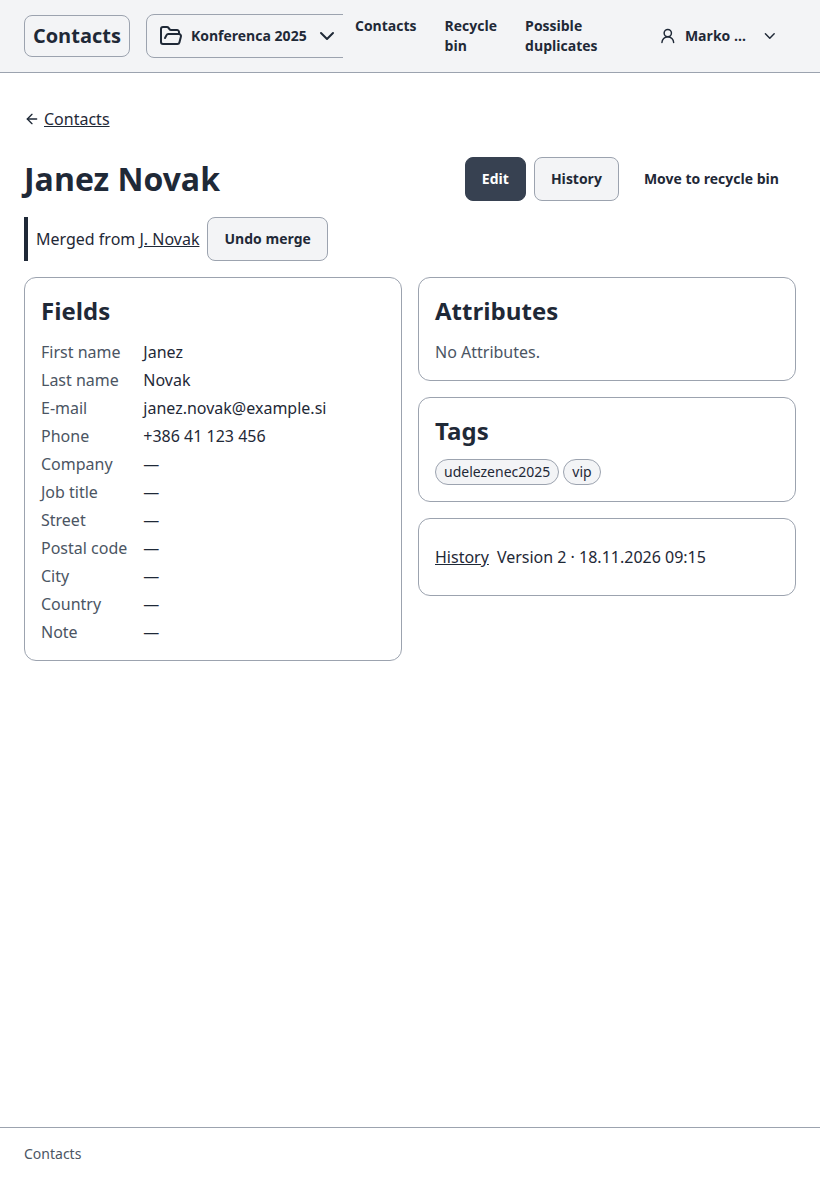 Contacts
Konferenca 2025
Contacts
Recycle
bin
Possible
duplicates
Marko ...
← Contacts
Janez Novak
Edit
History
Move to recycle bin
Merged from J. Novak
Undo merge
Fields
First name Janez
Last name Novak
E-mail janez.novak@example.si
Phone +386 41 123 456
Company —
Job title —
Street —
Postal code —
City —
Country —
Note —
Attributes
No Attributes.
Tags
udelezenec2025 vip
History Version 2 · 18.11.2026 09:15
Contacts